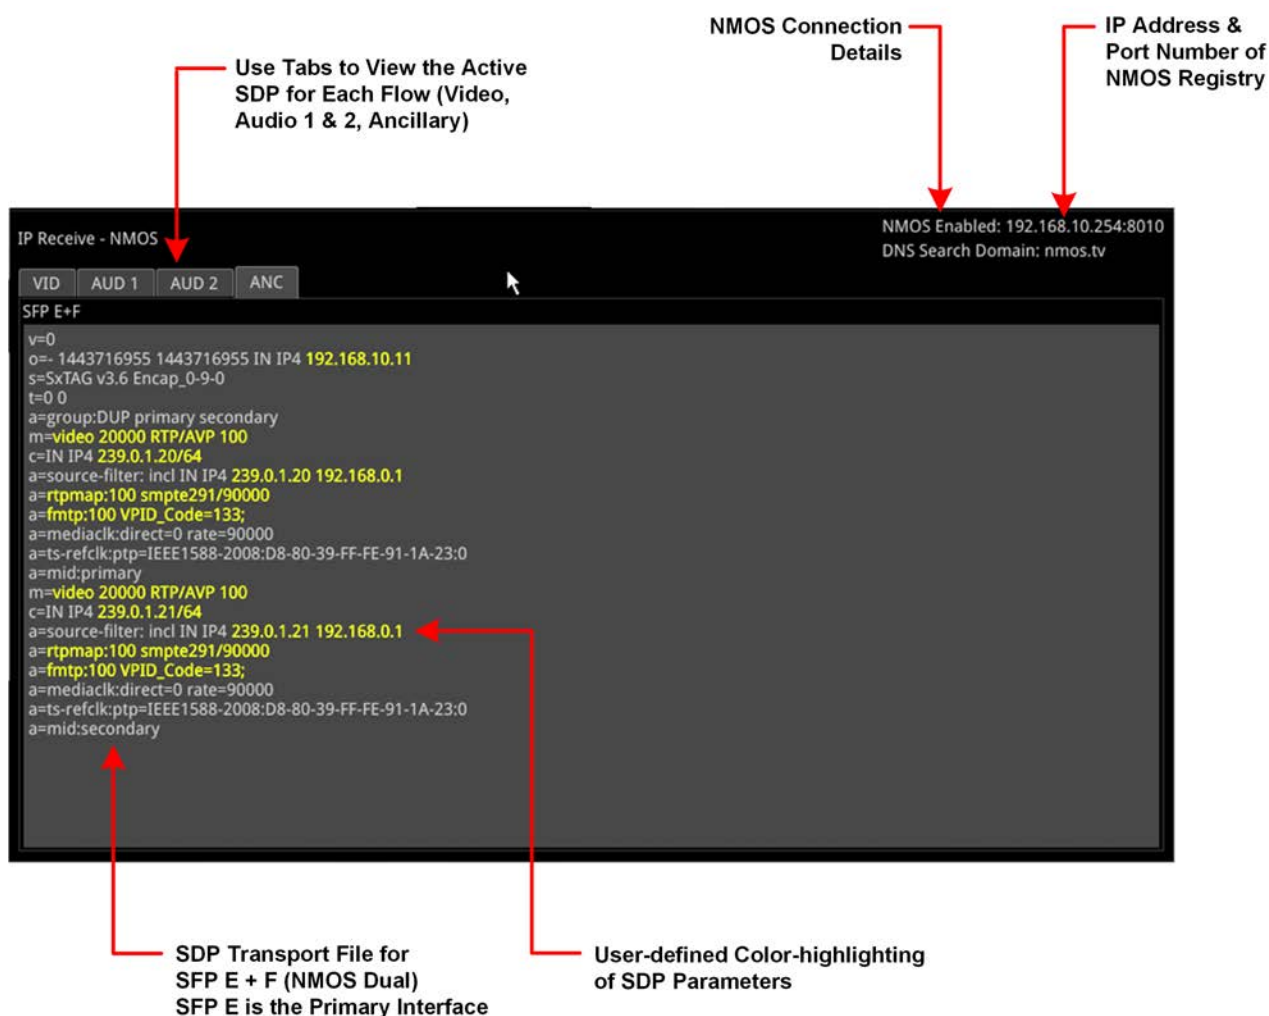 NMOS Connection
Details
IP Address &
Port Number of
NMOS Registry
Use Tabs to View the Active
SDP for Each Flow (Video,
Audio 1 & 2, Ancillary)
IP Receive - NMOS
NMOS Enabled: 192.168.10.254:8010
DNS Search Domain: nmos.tv
VID AUD 1 AUD 2 ANC
SFP E+F
v=0
o=- 1443716955 1443716955 IN IP4 192.168.10.11
s=SxTAG v3.6 Encap_0-9-0
t=0 0
a=group:DUP primary secondary
m=video 20000 RTP/AVP 100
c=IN IP4 239.0.1.20/64
a=source-filter: incl IN IP4 239.0.1.20 192.168.0.1
a=rtpmap:100 smpte291/90000
a=fmtp:100 VPID_Code=133;
a=mediaclk:direct=0 rate=90000
a=ts-refclk:ptp=IEEE1588-2008:D8-80-39-FF-FE-91-1A-23:0
a=mid:primary
m=video 20000 RTP/AVP 100
c=IN IP4 239.0.1.21/64
a=source-filter: incl IN IP4 239.0.1.21 192.168.0.1
a=rtpmap:100 smpte291/90000
a=fmtp:100 VPID_Code=133;
a=mediaclk:direct=0 rate=90000
a=ts-refclk:ptp=IEEE1588-2008:D8-80-39-FF-FE-91-1A-23:0
a=mid:secondary
SDP Transport File for
SFP E + F (NMOS Dual)
SFP E is the Primary Interface
User-defined Color-highlighting
of SDP Parameters